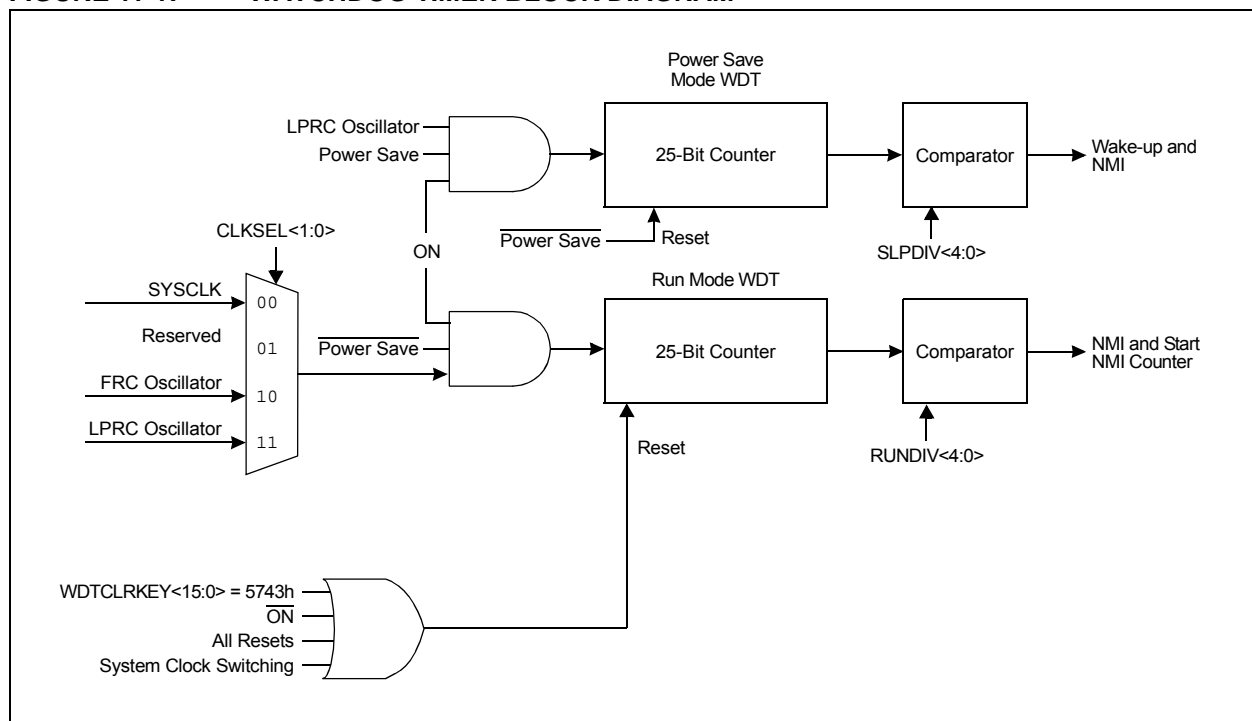 Power Save
Mode WDT
LPRC Oscillator
Power Save
25-Bit Counter
Comparator
Wake-up and
NMI
CLKSEL<1:0>
ON
Power Save
Reset
SLPDIV<4:0>
Run Mode WDT
SYSCLK
00
Reserved
01
Power Save
25-Bit Counter
Comparator
NMI and Start
NMI Counter
FRC Oscillator
10
LPRC Oscillator
11
Reset
RUNDIV<4:0>
WDTCLRKEY<15:0> = 5743h
ON
All Resets
System Clock Switching